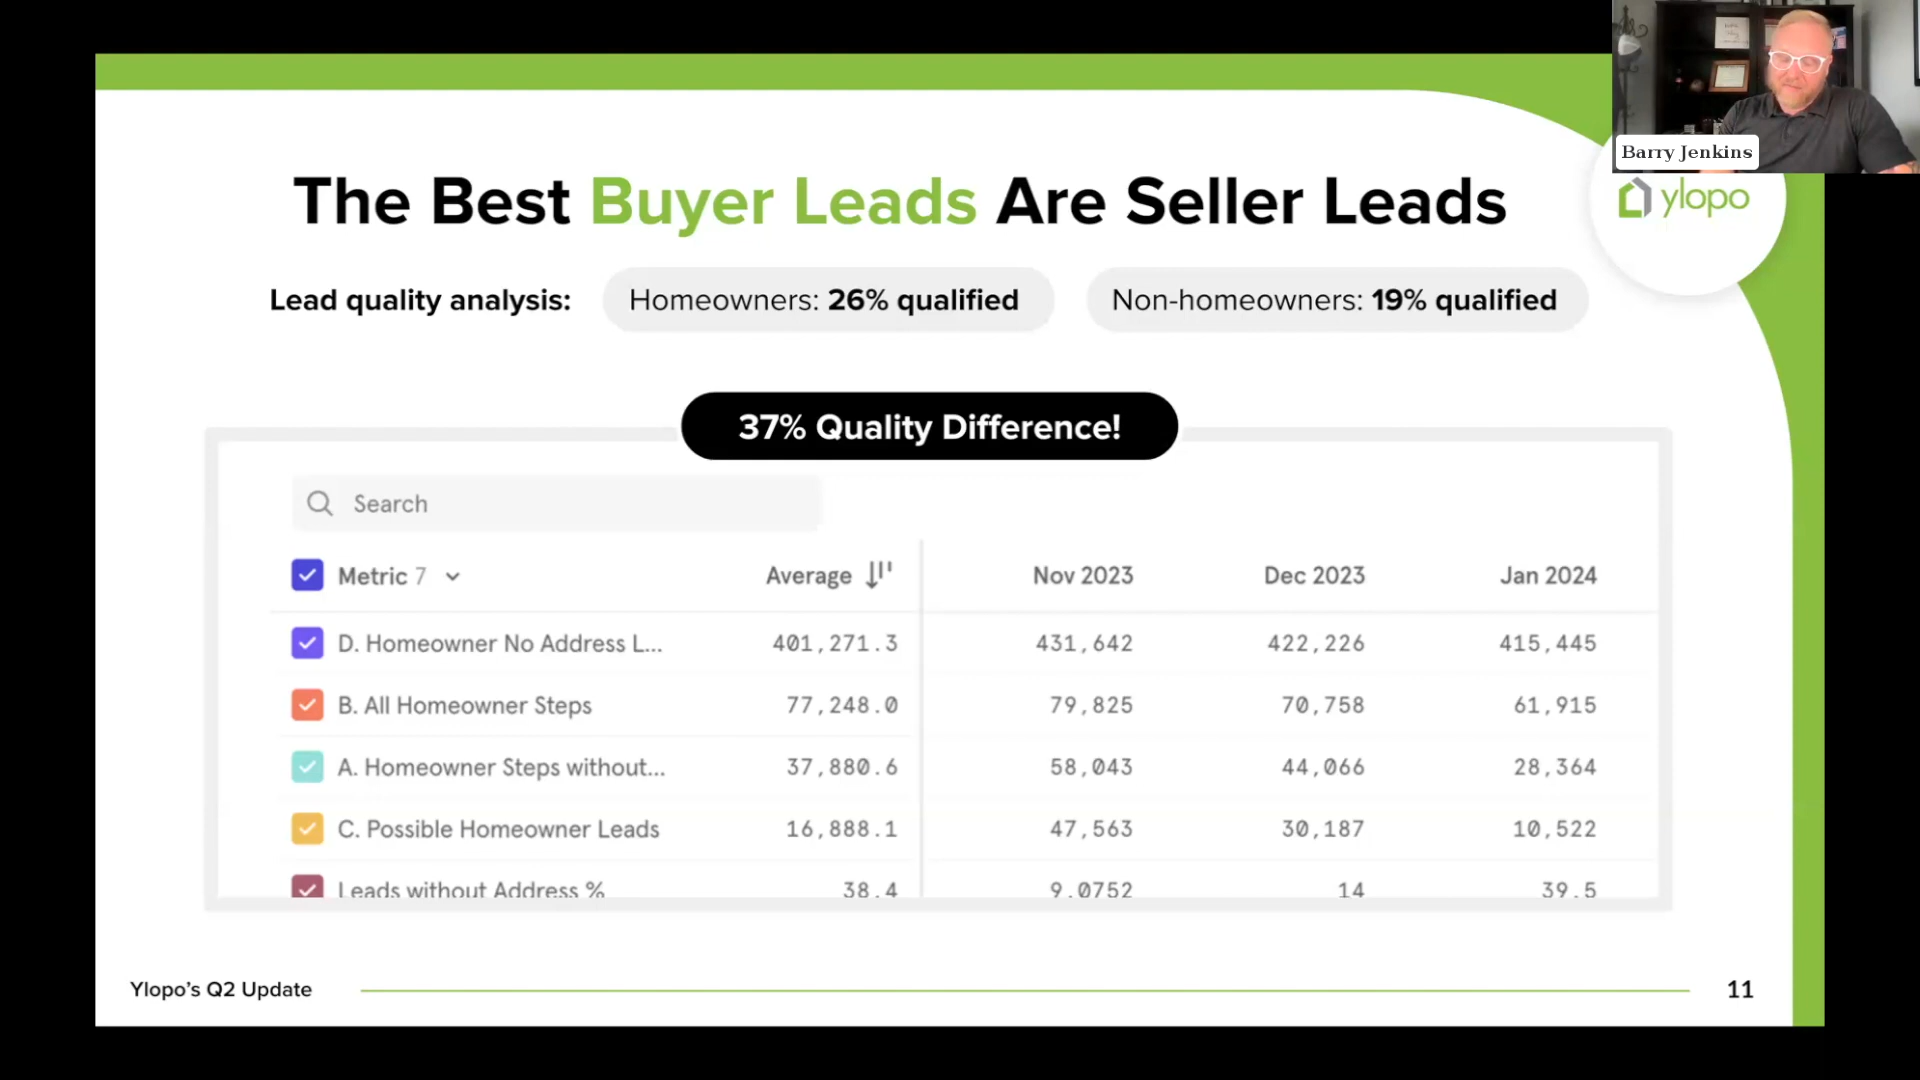 Barry Jenkins
ylopo
The Best Buyer Leads Are Seller Leads
Lead quality analysis: Homeowners: 26% qualified Non-homeowners: 19% qualified
37% Quality Difference!
Search
Metric 7 Average Nov 2023 Dec 2023 Jan 2024
D. Homeowner No Address L... 401,271.3 431,642 422,226 415,445
B. All Homeowner Steps 77,248.0 79,825 70,758 61,915
A. Homeowner Steps without... 37,880.6 58,043 44,066 28,364
C. Possible Homeowner Leads 16,888.1 47,563 30,187 10,522
Leads without Address % 38.4 9.0752 14 39.5
Ylopo's Q2 Update 11